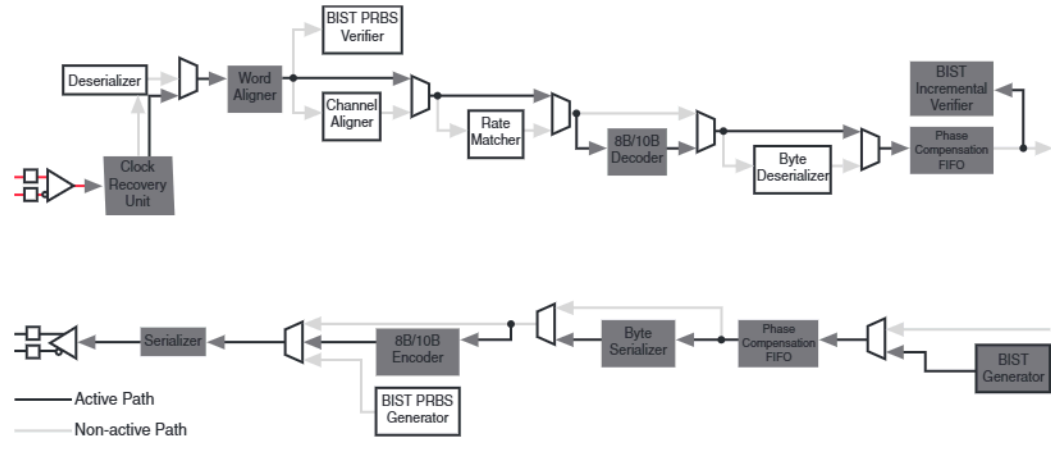 BIST PRBS
Verifier
Deserializer
Word
Aligner
Channel
Aligner
Rate
Matcher
8B/10B
Decoder
Byte
Deserializer
BIST
Incremental
Verifier
Phase
Compensation
FIFO
Clock
Recovery
Unit
Serializer
8B/10B
Encoder
BIST PRBS
Generator
Byte
Serializer
Phase
Compensation
FIFO
BIST
Generator
Active Path
Non-active Path